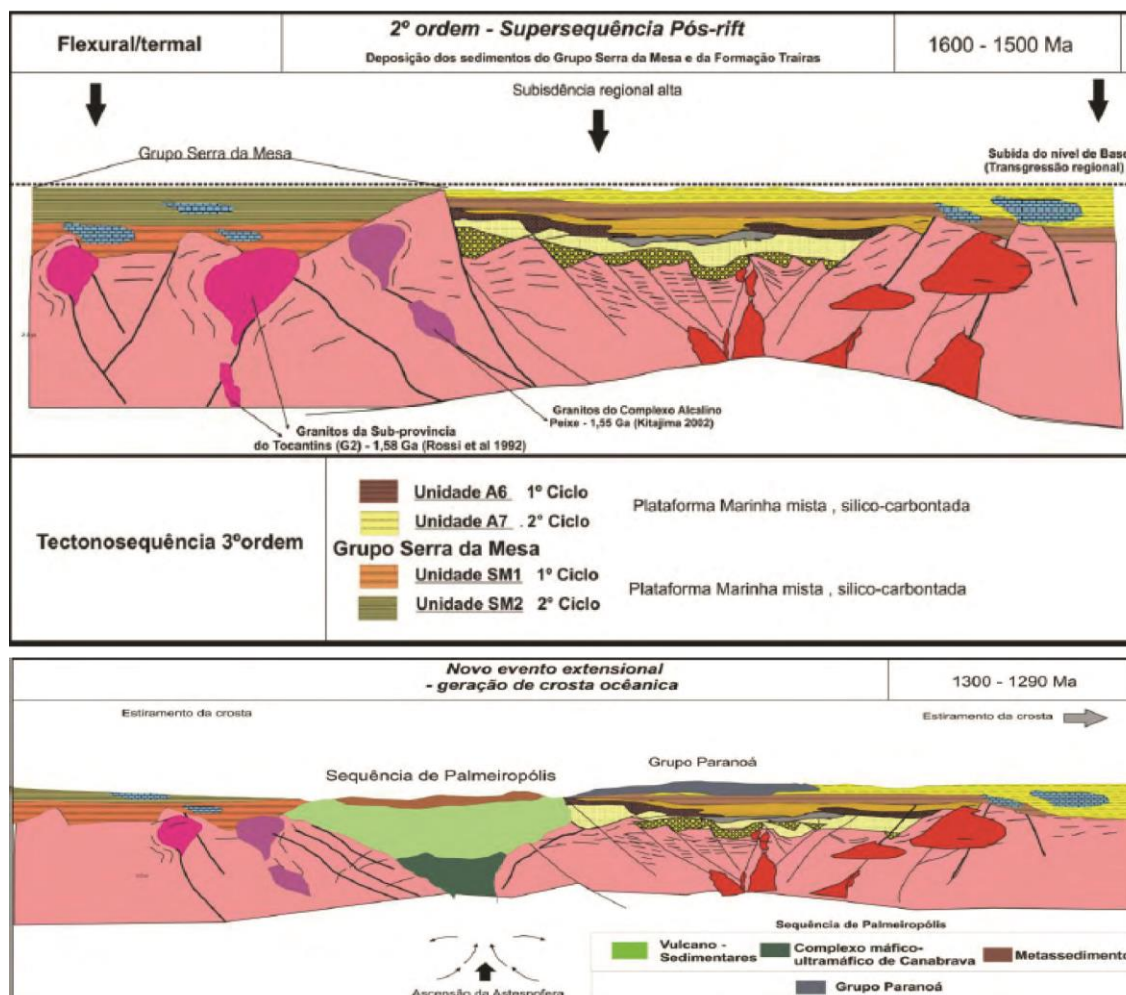 Flexural/termal
2º ordem - Supersequência Pós-rift
Deposição dos sedimentos do Grupo Serra da Mesa e da Formação Traíras
1600 - 1500 Ma
Subisdência regional alta
Grupo Serra da Mesa
Subida do nível de Base
(Transgressão regional)
Granitos da Sub-provincia
do Tocantins (G2) - 1,58 Ga (Rossi et al 1992)
Granitos do Complexo Alcalino
Peixe - 1,55 Ga (Kitajima 2002)
Tectonosequência 3ºordem
Unidade A6 1º Ciclo
Unidade A7 . 2º Ciclo
Plataforma Marinha mista , silico-carbontada
Grupo Serra da Mesa
Unidade SM1 1º Ciclo
Unidade SM2 2º Ciclo
Plataforma Marinha mista , silico-carbontada
Novo evento extensional
- geração de crosta ocêanica
1300 - 1290 Ma
Estiramento da crosta
Estiramento da crosta
Sequência de Palmeiropólis
Grupo Paranoá
Sequência de Palmeirópolis
Vulcano -
Sedimentares
Complexo máfico-
ultramáfico de Canabrava
Metassedimento
Grupo Paranoá
Ascensão da